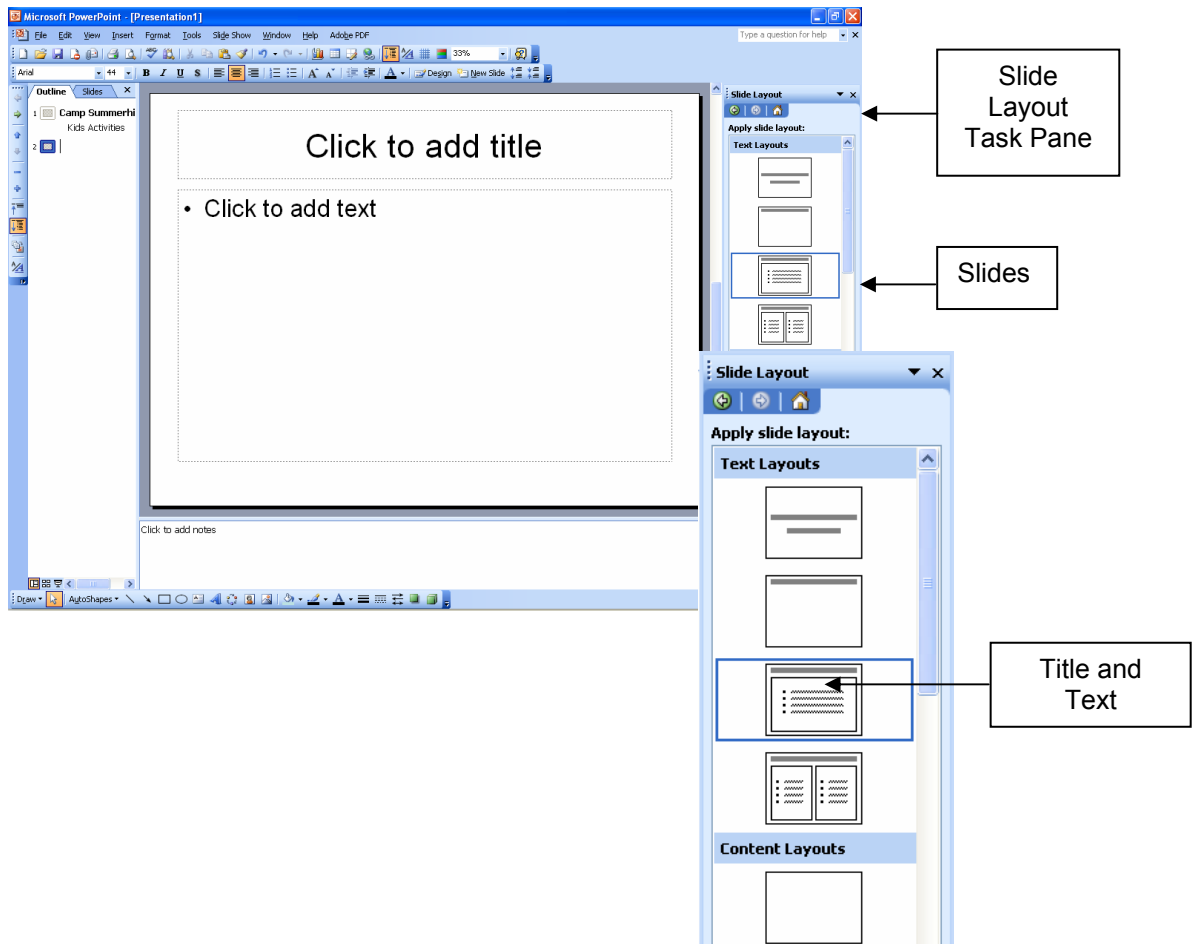 Microsoft PowerPoint - [Presentation1]
File Edit View Insert Format Tools Slide Show Window Help Adobe PDF
Type a question for help
33%
Arial 44 B I U S A A A Design New Slide
Outline Slides
1 Camp Summerhi
Kids Activities
2
Click to add title
• Click to add text
Click to add notes
Draw AutoShapes
Slide Layout
Apply slide layout:
Text Layouts
Slide
Layout
Task Pane
Slides
Slide Layout
Apply slide layout:
Text Layouts
Content Layouts
Title and
Text